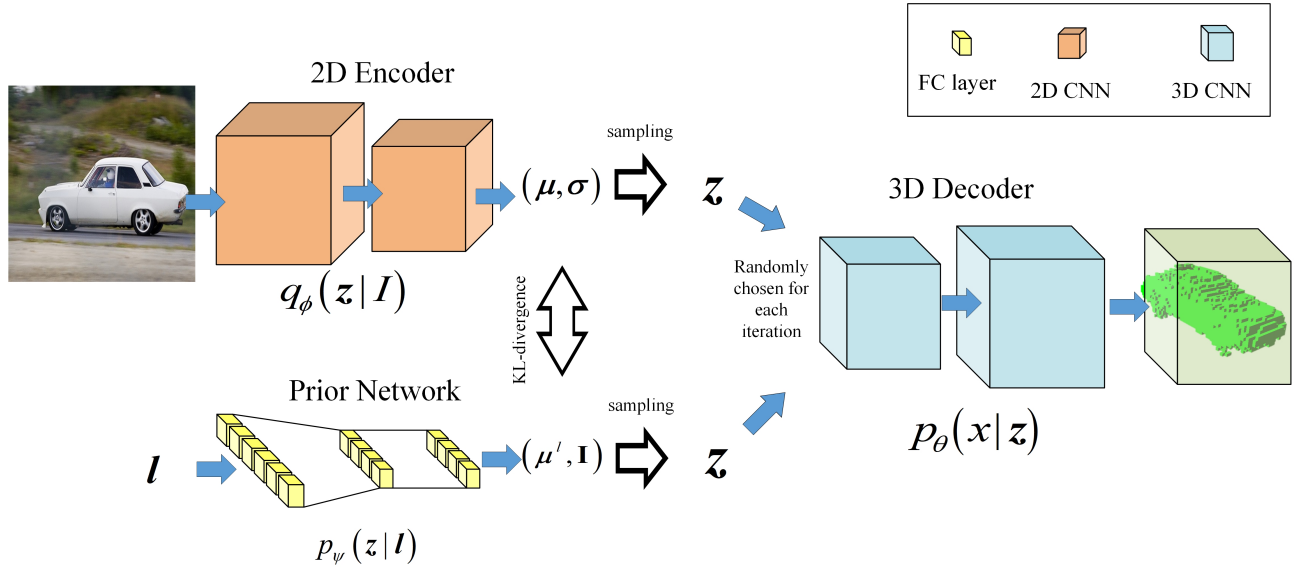 FC layer
2D CNN
3D CNN
2D Encoder
(μ, σ)
sampling
z
q_ϕ(z | I)
KL-divergence
Randomly
chosen for
each
iteration
3D Decoder
p_θ(x | z)
Prior Network
l
(μ^l, I)
sampling
z
p_ψ(z | l)